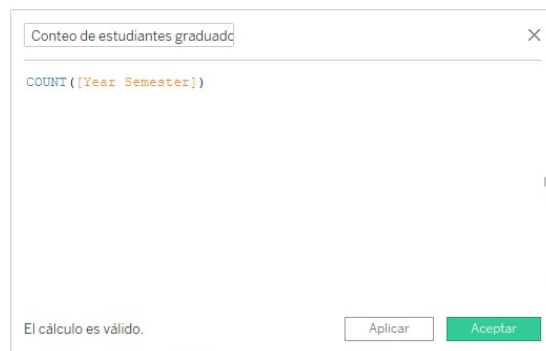 Conteo de estudiantes graduado
COUNT([Year Semester])
El cálculo es válido.
Aplicar
Aceptar